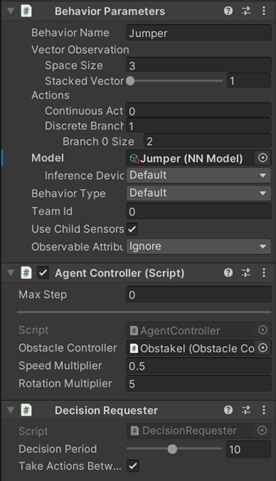 Behavior Parameters
Behavior Name Jumper
Vector Observation
Space Size 3
Stacked Vector 1
Actions
Continuous Act 0
Discrete Branch 1
Branch 0 Size 2
Model Jumper (NN Model)
Inference Devic Default
Behavior Type Default
Team Id 0
Use Child Sensors
Observable Attribu Ignore
Agent Controller (Script)
Max Step 0
Script AgentController
Obstacle Controller Obstakel (Obstacle Co
Speed Multiplier 0.5
Rotation Multiplier 5
Decision Requester
Script DecisionRequester
Decision Period 10
Take Actions Betw...